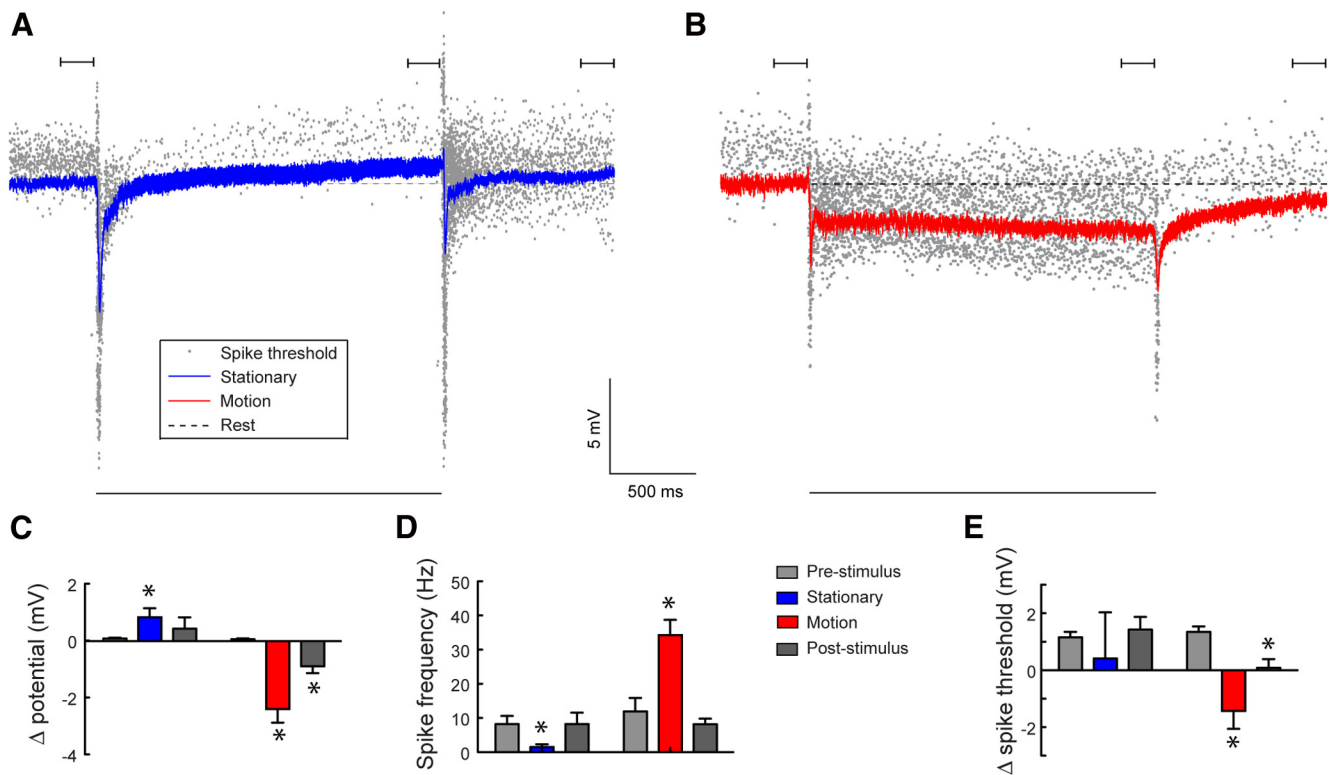 A
B
Spike threshold
Stationary
Motion
Rest
5 mV
500 ms
C
Δ potential (mV)
2
0
-2
-4
*
*
*
D
Spike frequency (Hz)
50
40
30
20
10
0
*
*
Pre-stimulus
Stationary
Motion
Post-stimulus
E
Δ spike threshold (mV)
2
0
-2
*
*